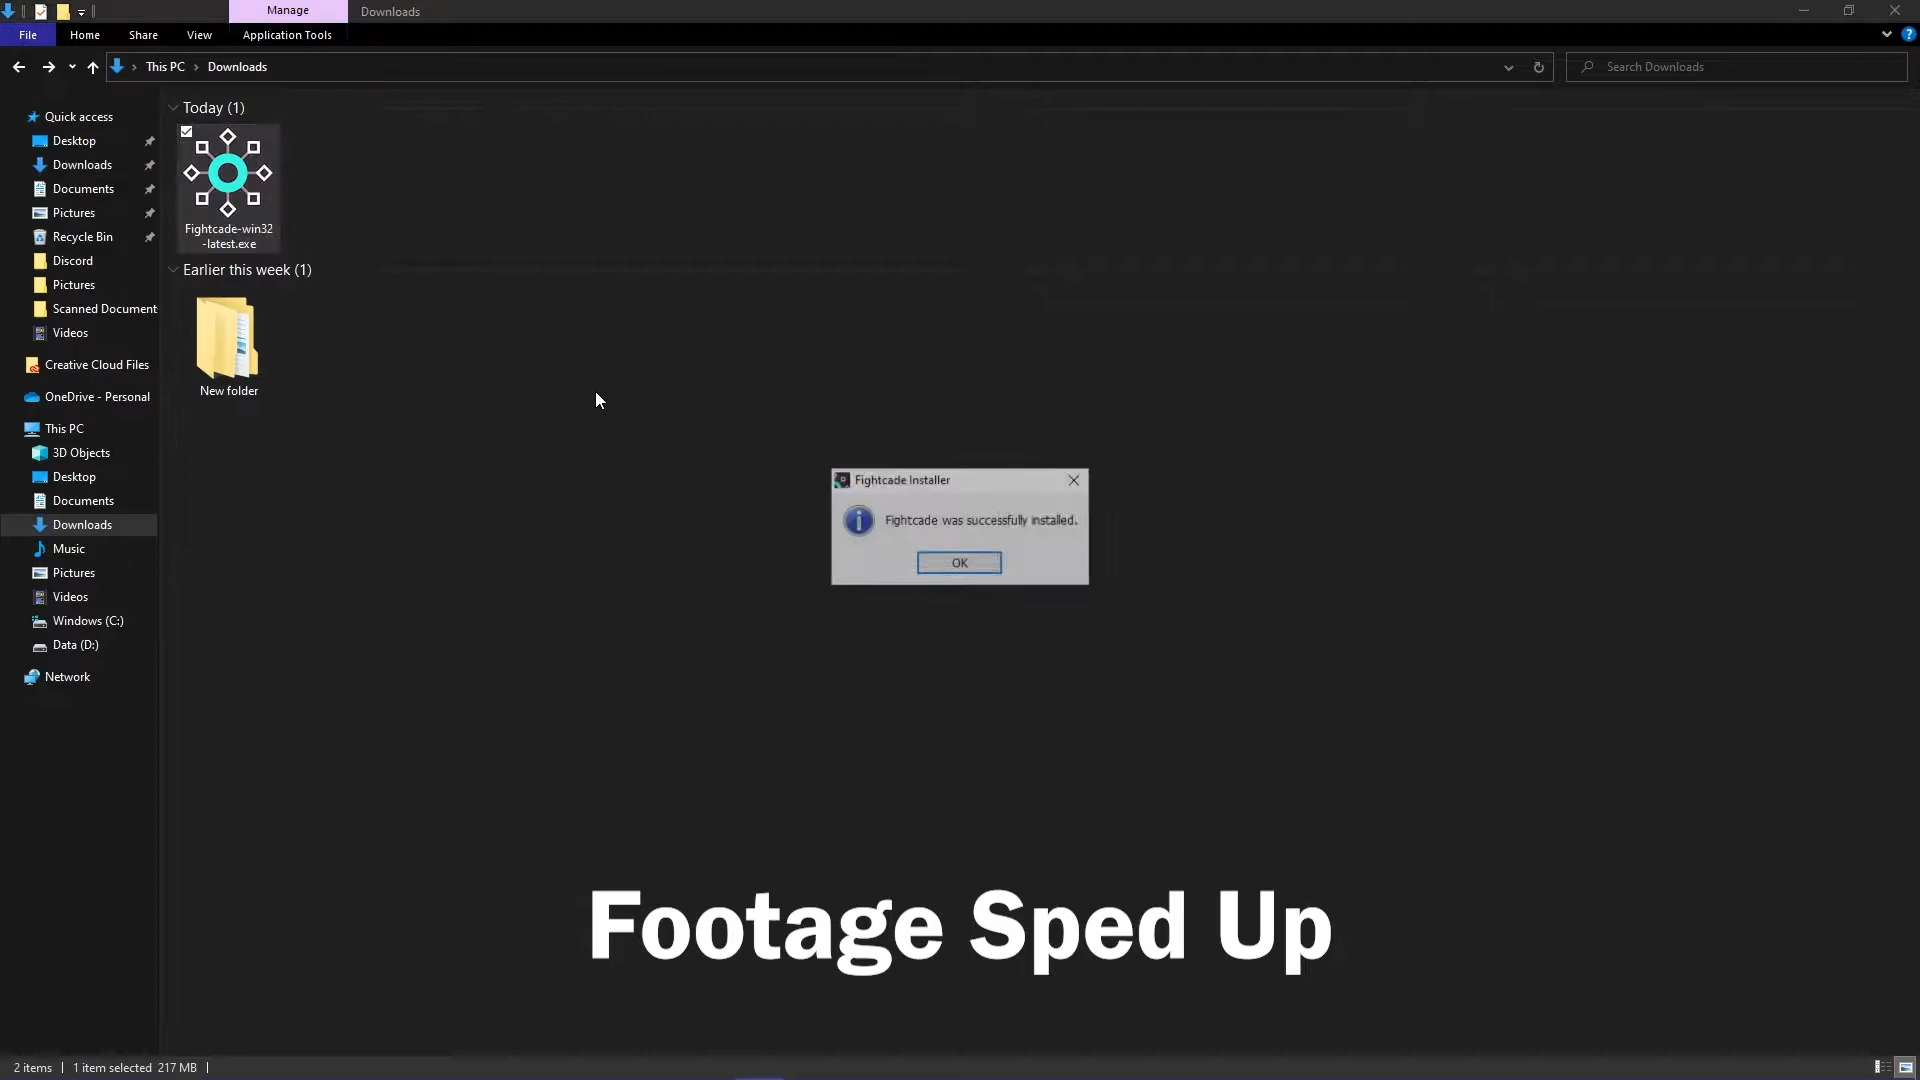 Manage
Downloads
File
Home
Share
View
Application Tools
?
This PC
Downloads
Search Downloads
Quick access
Desktop
Downloads
Documents
Pictures
Recycle Bin
Discord
Pictures
Scanned Document
Videos
Creative Cloud Files
OneDrive - Personal
This PC
3D Objects
Desktop
Documents
Downloads
Music
Pictures
Videos
Windows (C:)
Data (D:)
Network
Today (1)
Fightcade-win32
-latest.exe
Earlier this week (1)
New folder
Fightcade Installer
Fightcade was successfully installed.
OK
Footage Sped Up
2 items
1 item selected 217 MB